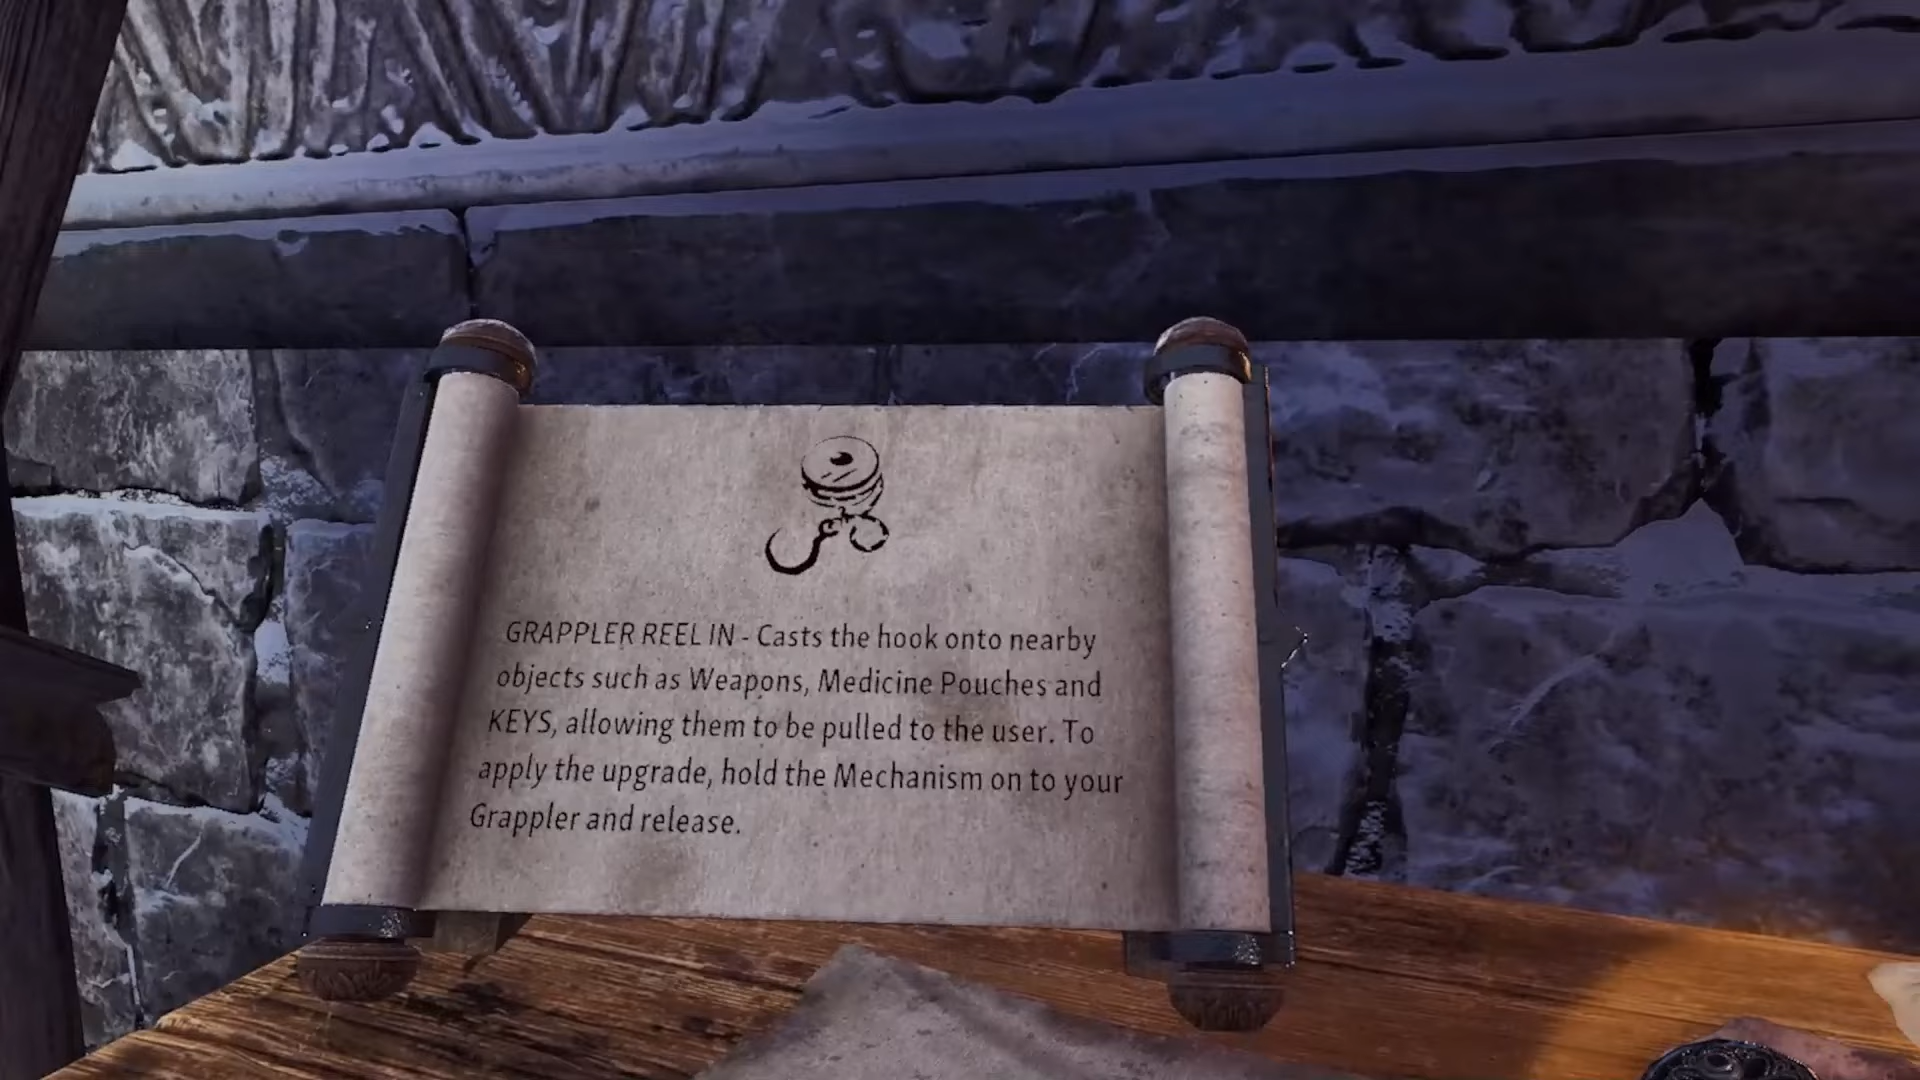 GRAPPLER REEL IN - Casts the hook onto nearby
objects such as Weapons, Medicine Pouches and
KEYS, allowing them to be pulled to the user. To
apply the upgrade, hold the Mechanism on to your
Grappler and release.